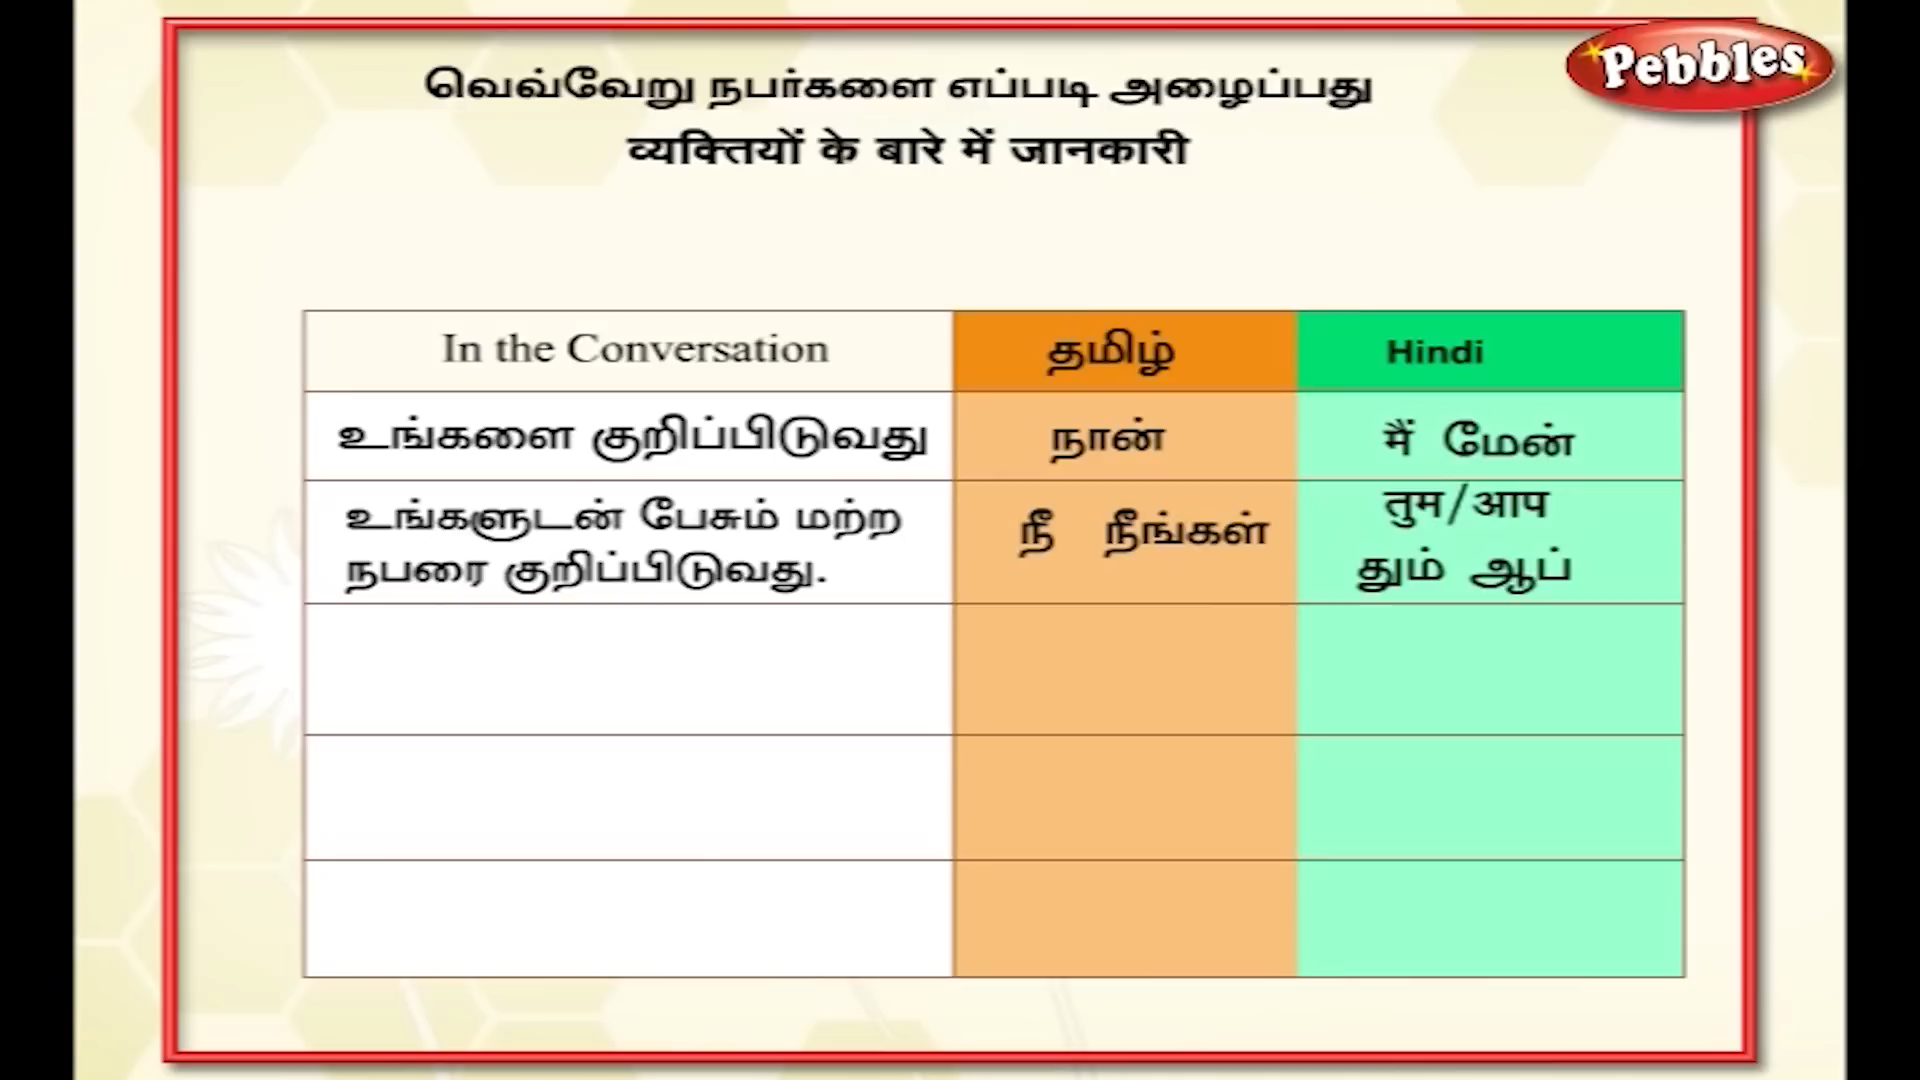 Pebbles
வெவ்வேறு நபர்களை எப்படி அழைப்பது
व्यक्तियों के बारे में जानकारी
In the Conversation தமிழ் Hindi
உங்களை குறிப்பிடுவது நான் मैं மேன்
உங்களுடன் பேசும் மற்ற நீ நீங்கள் तुम/आप
நபரை குறிப்பிடுவது. தும் ஆப்